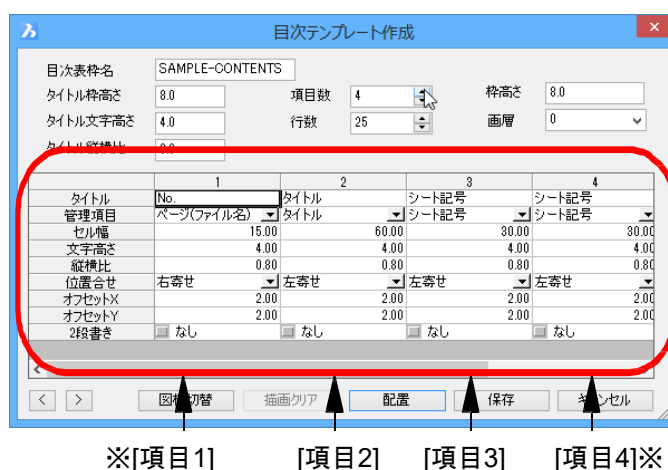 目次テンプレート作成
目次表枠名 SAMPLE-CONTENTS
タイトル枠高さ 8.0 項目数 4 枠高さ 8.0
タイトル文字高さ 4.0 行数 25 画層 0
1 2 3 4
タイトル No. タイトル シート記号 シート記号
管理項目 ページ(ファイル名) タイトル シート記号 シート記号
セル幅 15.00 60.00 30.00 30.00
文字高さ 4.00 4.00 4.00 4.00
縦横比 0.80 0.80 0.80 0.80
位置合せ 右寄せ 左寄せ 左寄せ 左寄せ
オフセットX 2.00 2.00 2.00 2.00
オフセットY 2.00 2.00 2.00 2.00
2段書き なし なし なし なし
< > 描画クリア 配置 保存
※[項目1] [項目2] [項目3] [項目4]※